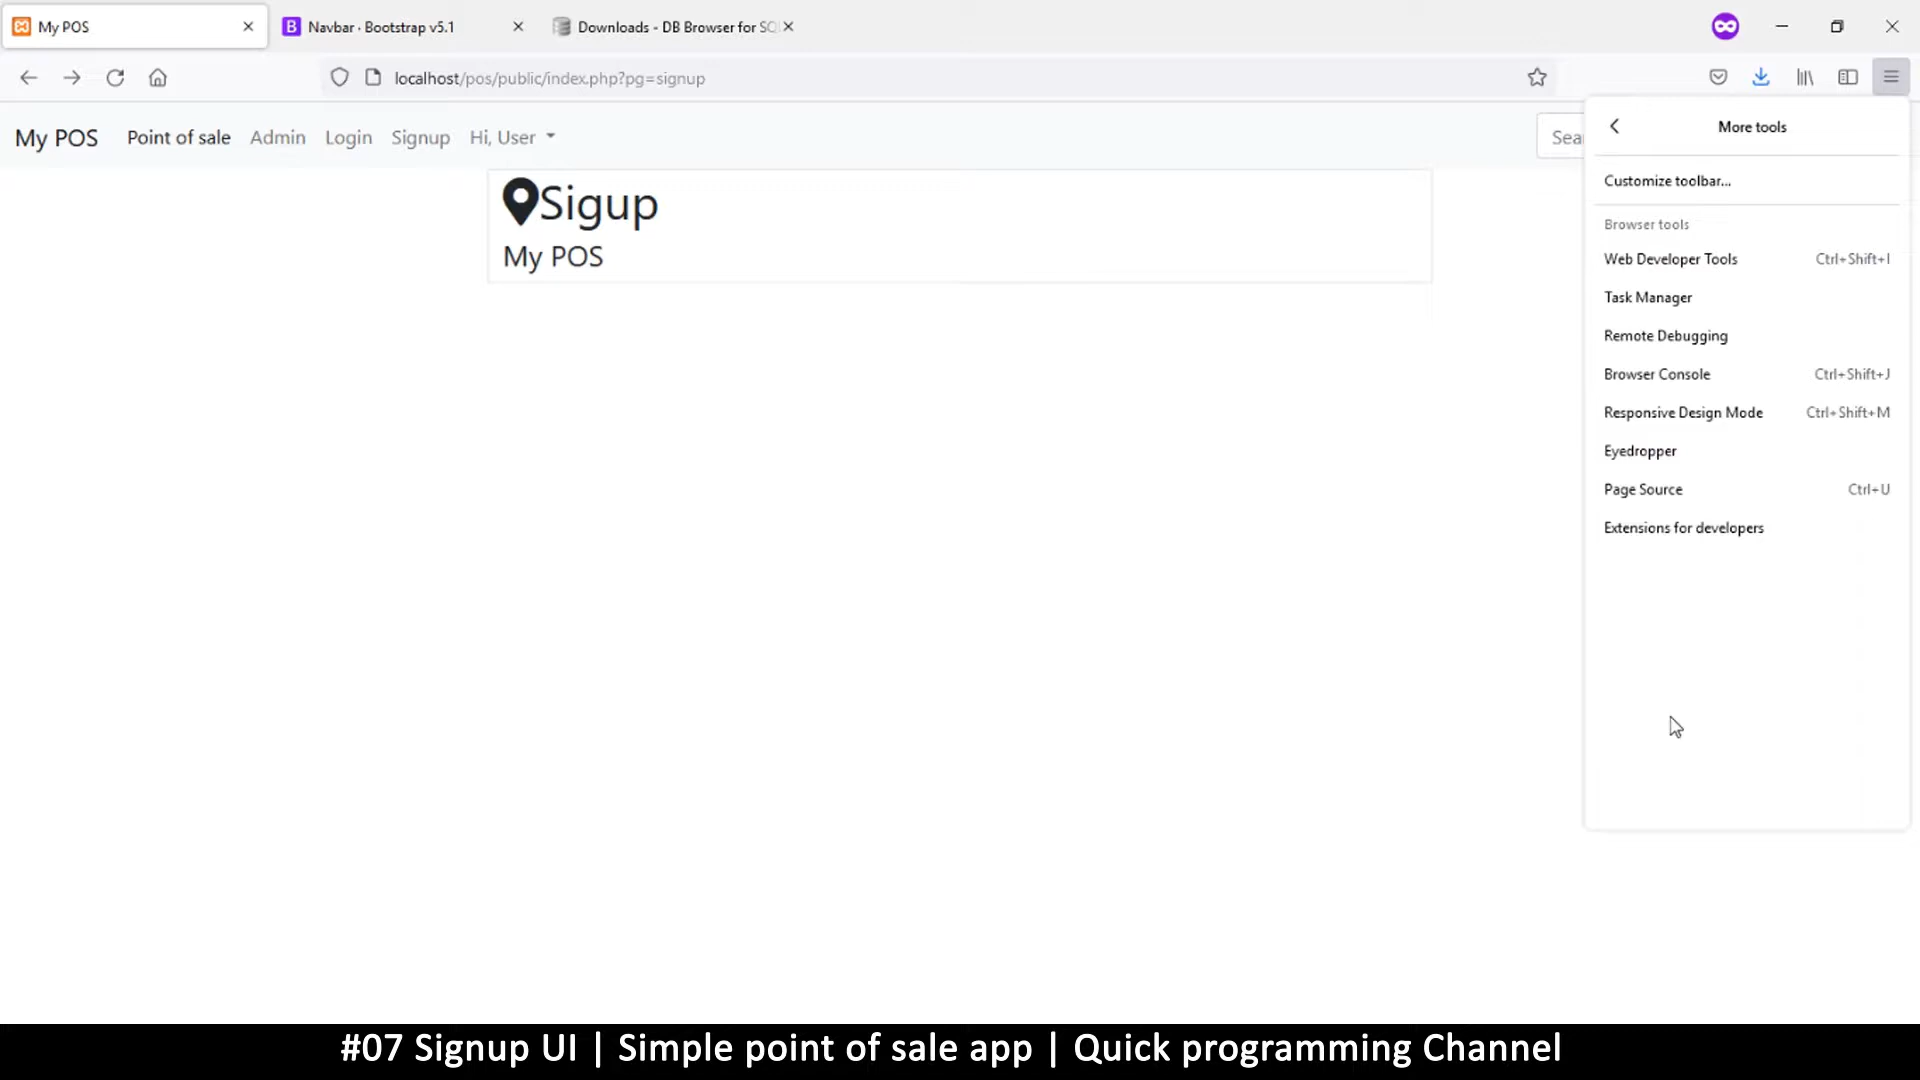 My POS
Navbar · Bootstrap v5.1
Downloads - DB Browser for SQ
localhost/pos/public/index.php?pg=signup
My POS Point of sale Admin Login Signup Hi, User
Sea
Sigup
My POS
More tools
Customize toolbar...
Browser tools
Web Developer Tools Ctrl+Shift+I
Task Manager
Remote Debugging
Browser Console Ctrl+Shift+J
Responsive Design Mode Ctrl+Shift+M
Eyedropper
Page Source Ctrl+U
Extensions for developers
#07 Signup UI | Simple point of sale app | Quick programming Channel